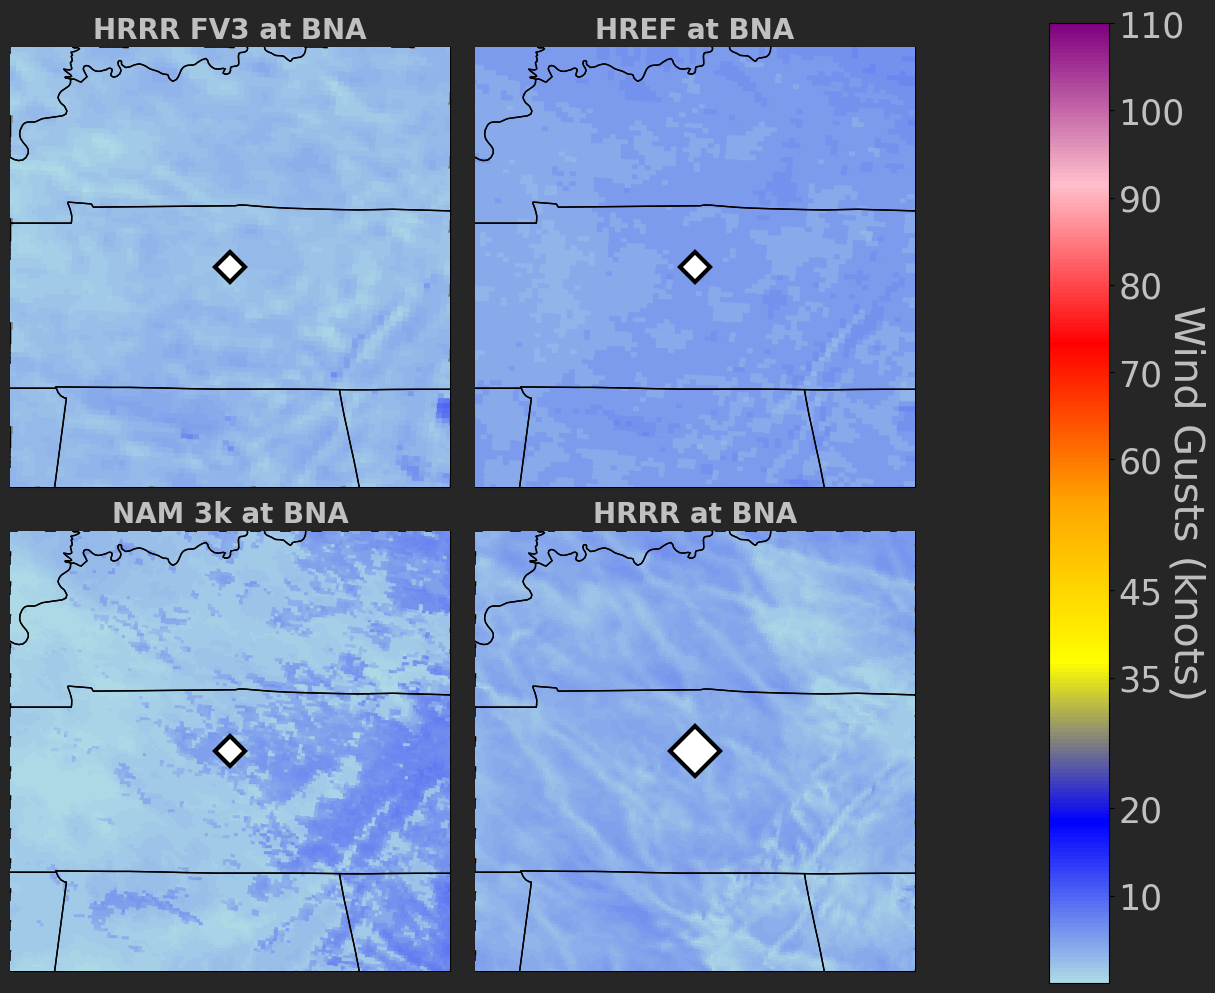 HRRR FV3 at BNA
HREF at BNA
NAM 3k at BNA
HRRR at BNA
110
100
90
80
70
60
45
35
20
10
Wind Gusts (knots)